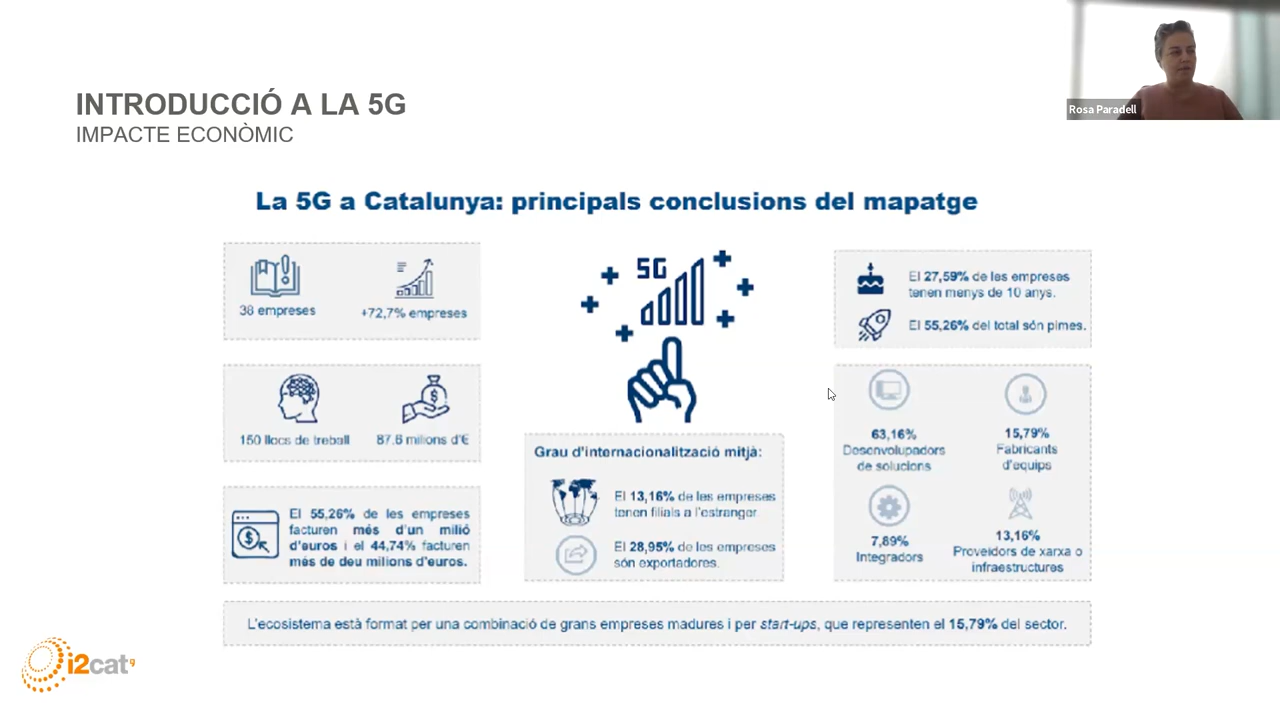 Rosa Paradell
INTRODUCCIÓ A LA 5G
IMPACTE ECONÒMIC
La 5G a Catalunya: principals conclusions del mapatge
38 empreses
+72,7% empreses
150 llocs de treball
87.6 milions d'€
El 55,26% de les empreses
facturen més d'un milió
d'euros i el 44,74% facturen
més de deu milions d'euros.
5G
Grau d'internacionalització mitjà:
El 13,16% de les empreses
tenen filials a l'estranger
El 28,95% de les empreses
són exportadores.
El 27,59% de les empreses
tenen menys de 10 anys.
El 55,26% del total són pimes.
63,16%
Desenvolupadors
de solucions
15,79%
Fabricants
d'equips
7,89%
Integradors
13,16%
Proveïdors de xarxa o
infraestructures
L'ecosistema està format per una combinació de grans empreses madures i per start-ups, que representen el 15,79% del sector.
i2cat